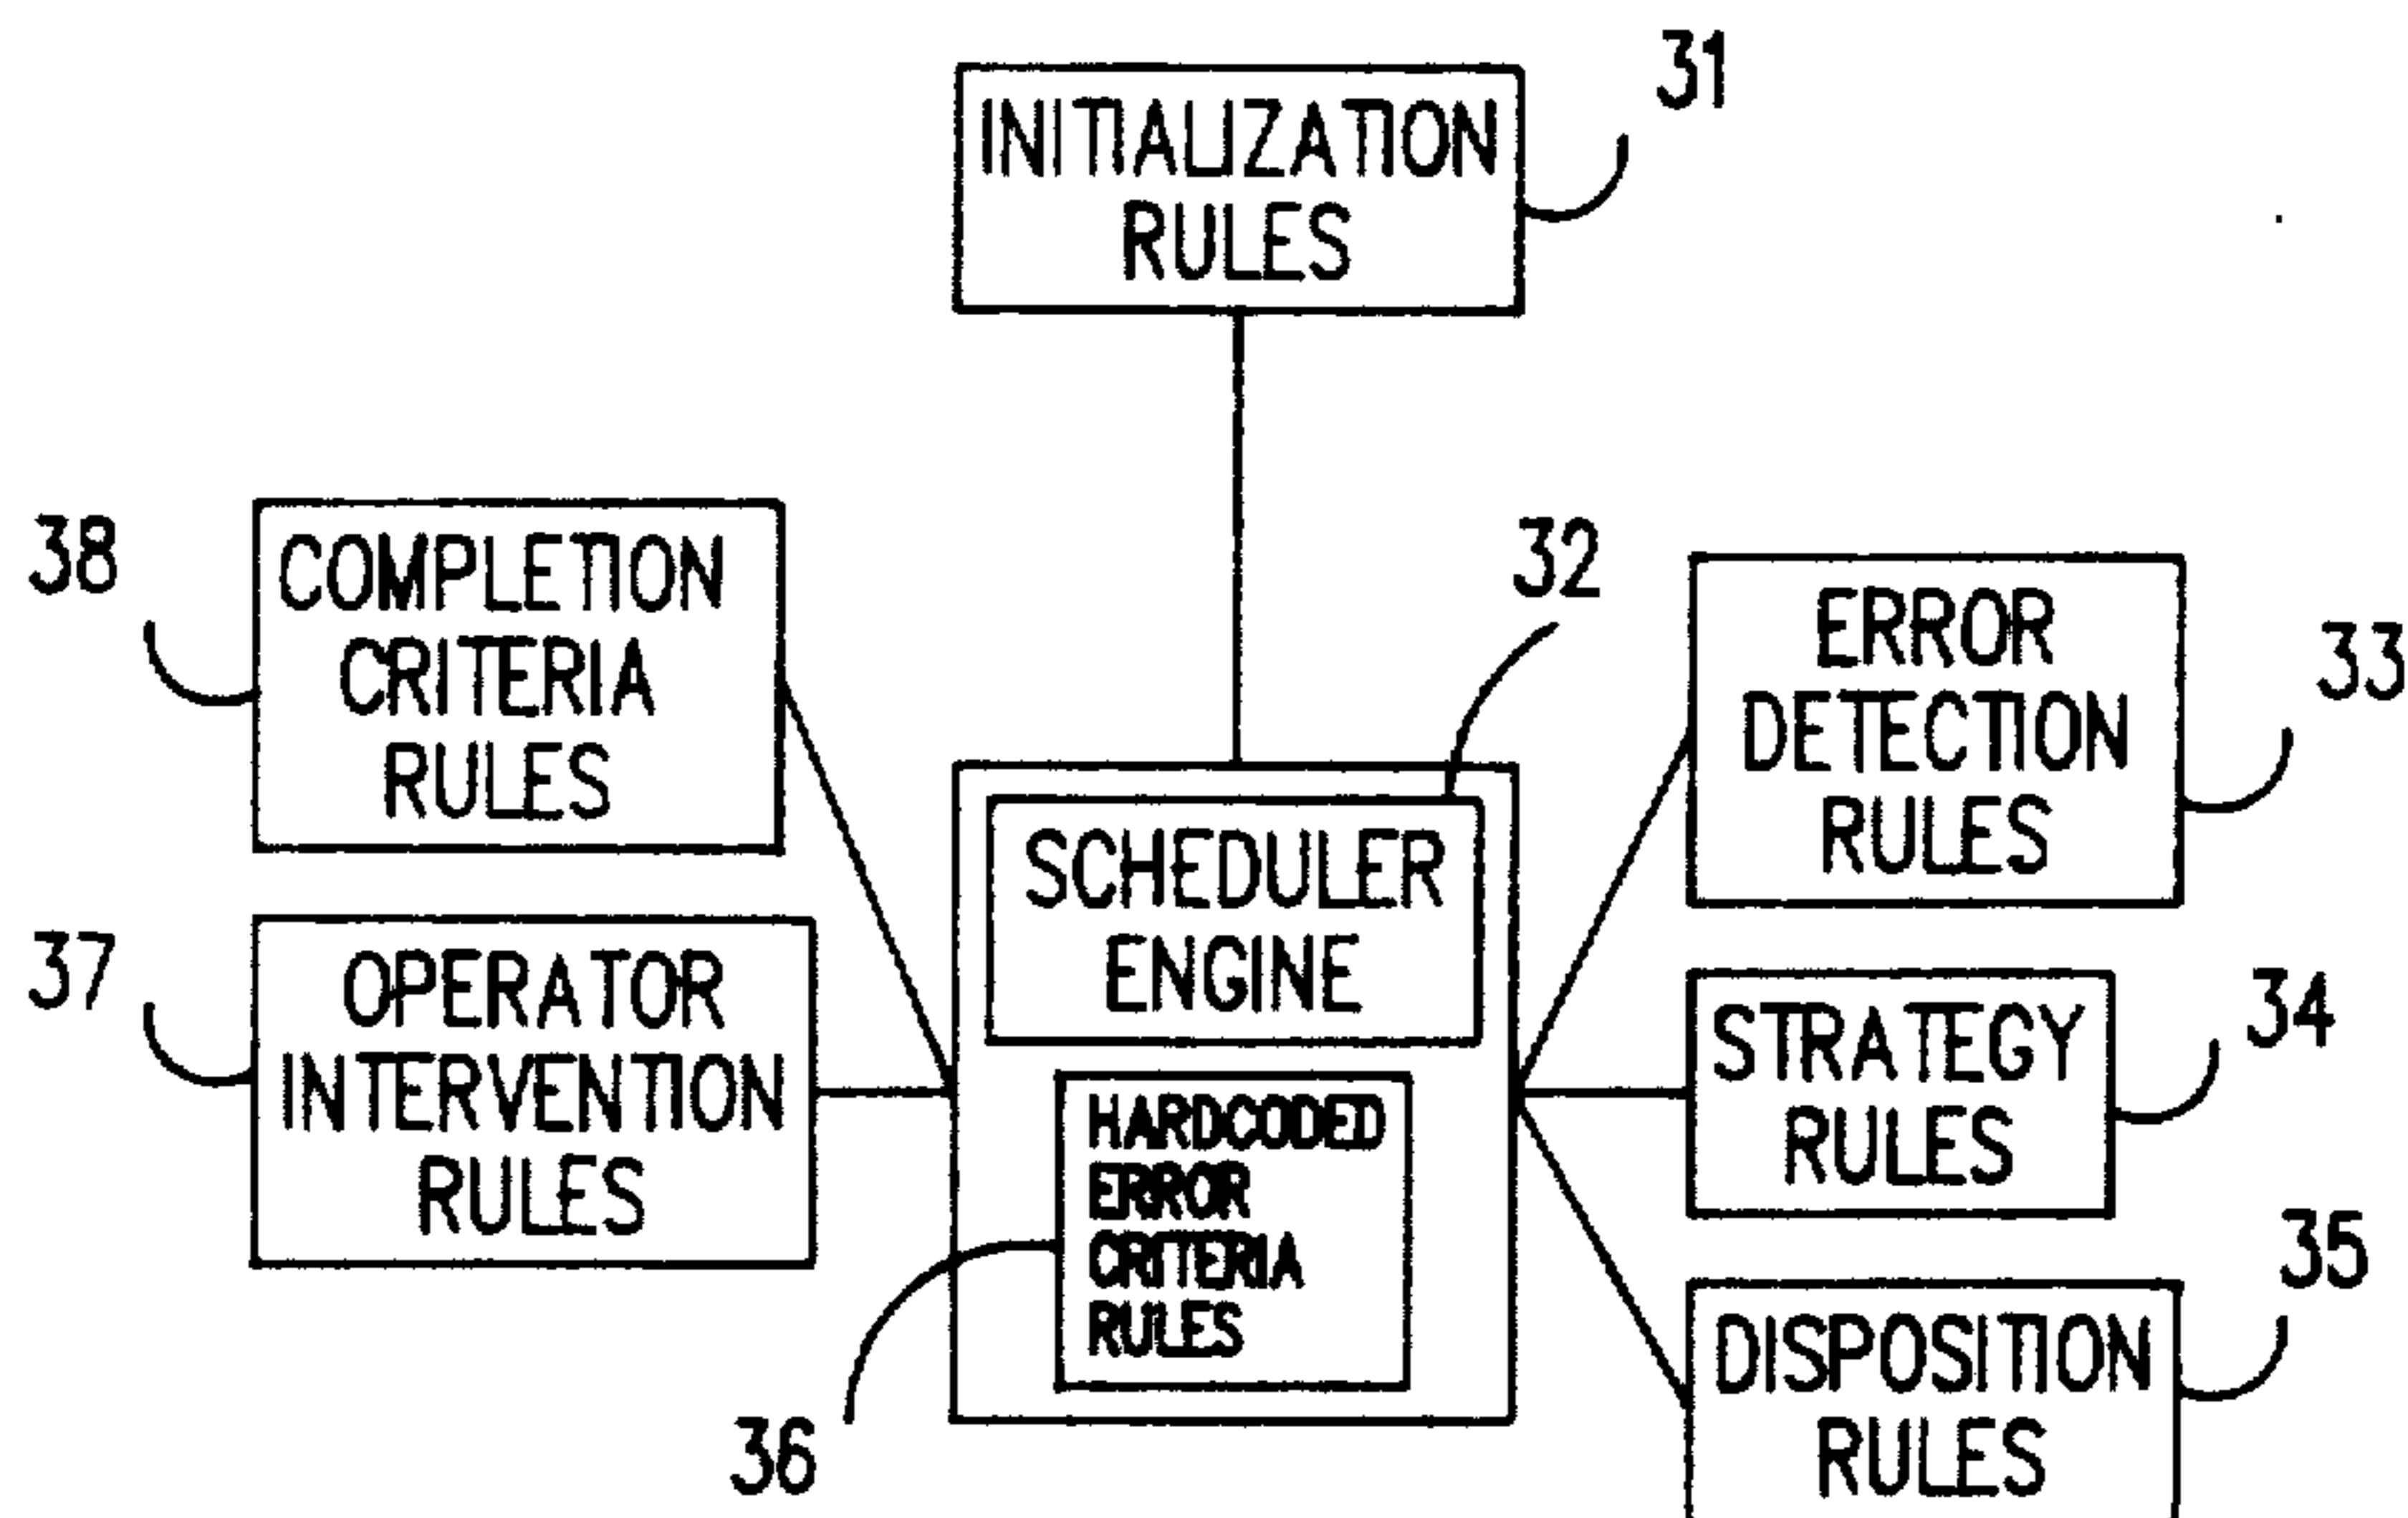 31
INITIALIZATION
RULES
38
COMPLETION
CRITERIA
RULES
32
ERROR
DETECTION
RULES
33
SCHEDULER
ENGINE
37
OPERATOR
INTERVENTION
RULES
STRATEGY
RULES
34
HARDCODED
ERROR
CRITERIA
RULES
36
35
DISPOSITION
RULES